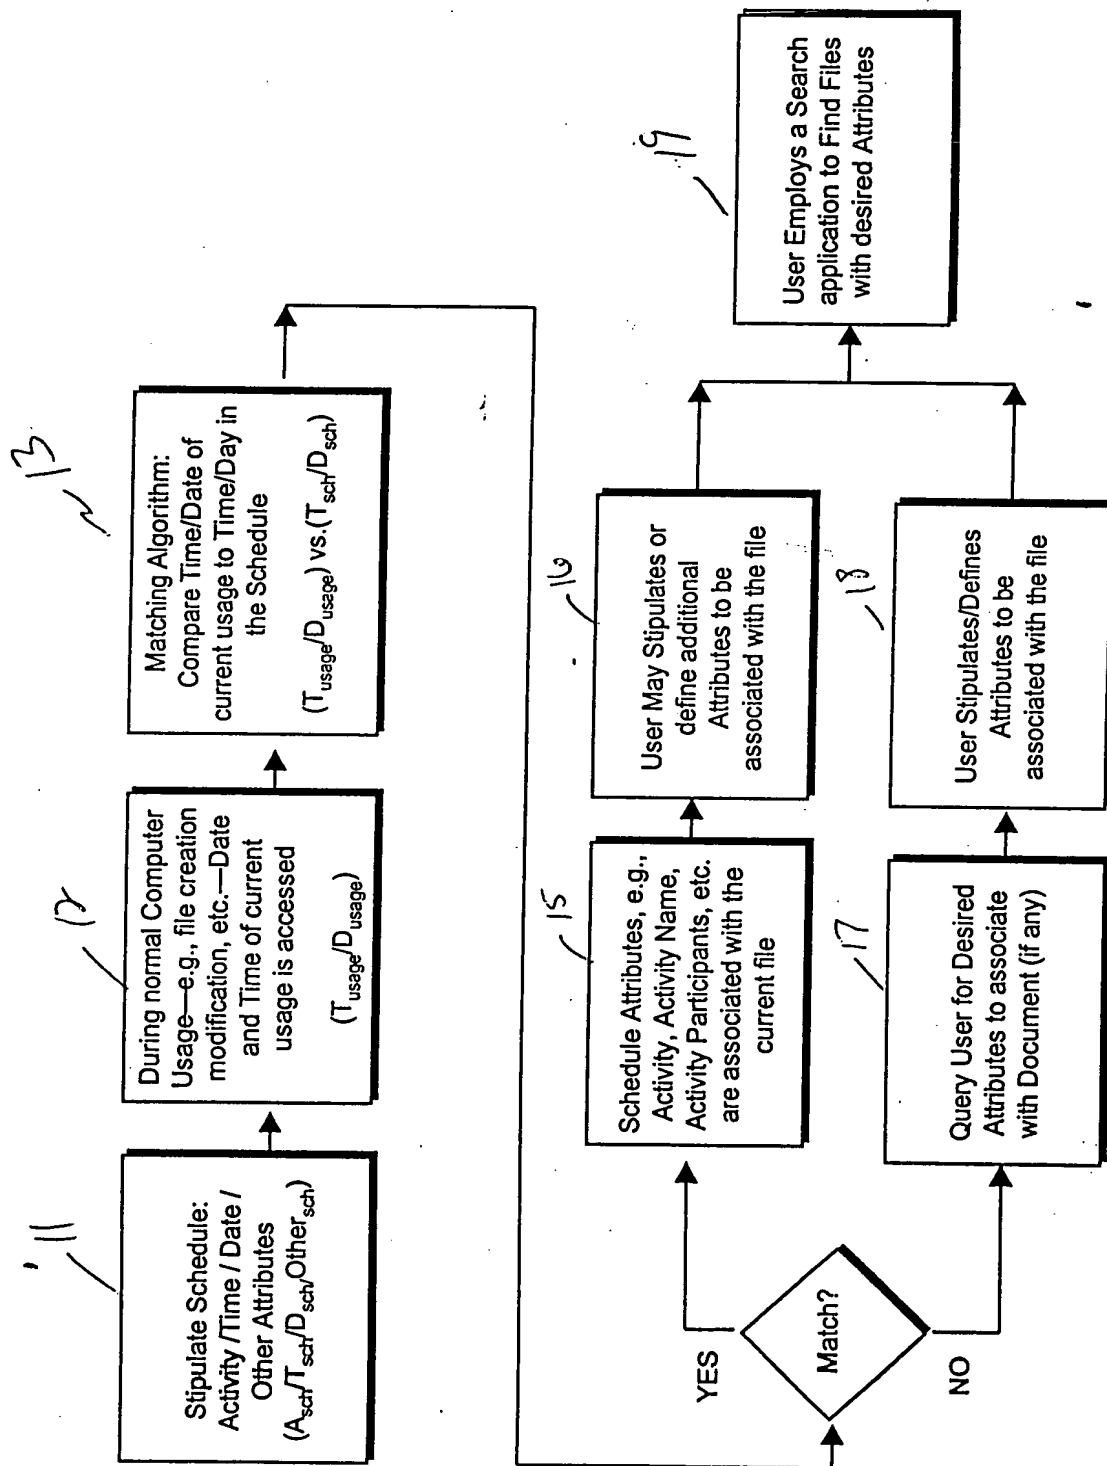 11
Stipulate Schedule:
Activity /Time / Date /
Other Attributes
(Asch/Tsch/Dsch/Othersch)
12
During normal Computer
Usage—e.g., file creation
modification, etc.—Date
and Time of current
usage is accessed
(Tusage/Dusage)
13
Matching Algorithm:
Compare Time/Date of
current usage to Time/Day in
the Schedule
(Tusage/Dusage) vs.(Tsch/Dsch)
Match?
YES
NO
15
Schedule Attributes, e.g.,
Activity, Activity Name,
Activity Participants, etc.
are associated with the
current file
16
User May Stipulates or
define additional
Attributes to be
associated with the file
17
Query User for Desired
Attributes to associate
with Document (if any)
18
User Stipulates/Defines
Attributes to be
associated with the file
19
User Employs a Search
application to Find Files
with desired Attributes